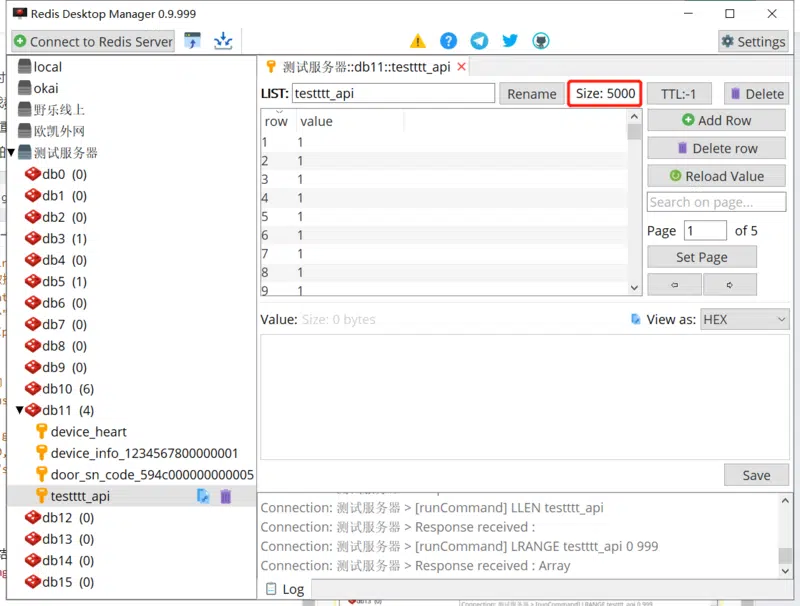 Redis Desktop Manager 0.9.999
Connect to Redis Server
Settings
local
okai
野乐线上
欧凯外网
测试服务器
db0 (0)
db1 (0)
db2 (0)
db3 (1)
db4 (0)
db5 (1)
db6 (0)
db7 (0)
db8 (0)
db9 (0)
db10 (6)
db11 (4)
device_heart
device_info_1234567800000001
door_sn_code_594c000000000005
testttt_api
db12 (0)
db13 (0)
db14 (0)
db15 (0)
测试服务器::db11::testttt_api
LIST: testttt_api Rename Size: 5000 TTL:-1 Delete
row value
1 1
2 1
3 1
4 1
5 1
6 1
7 1
8 1
9 1
Add Row
Delete row
Reload Value
Search on page...
Page 1 of 5
Set Page
Value: Size: 0 bytes
View as: HEX
Save
Connection: 测试服务器 > [runCommand] LLEN testttt_api
Connection: 测试服务器 > Response received :
Connection: 测试服务器 > [runCommand] LRANGE testttt_api 0 999
Connection: 测试服务器 > Response received : Array
Log